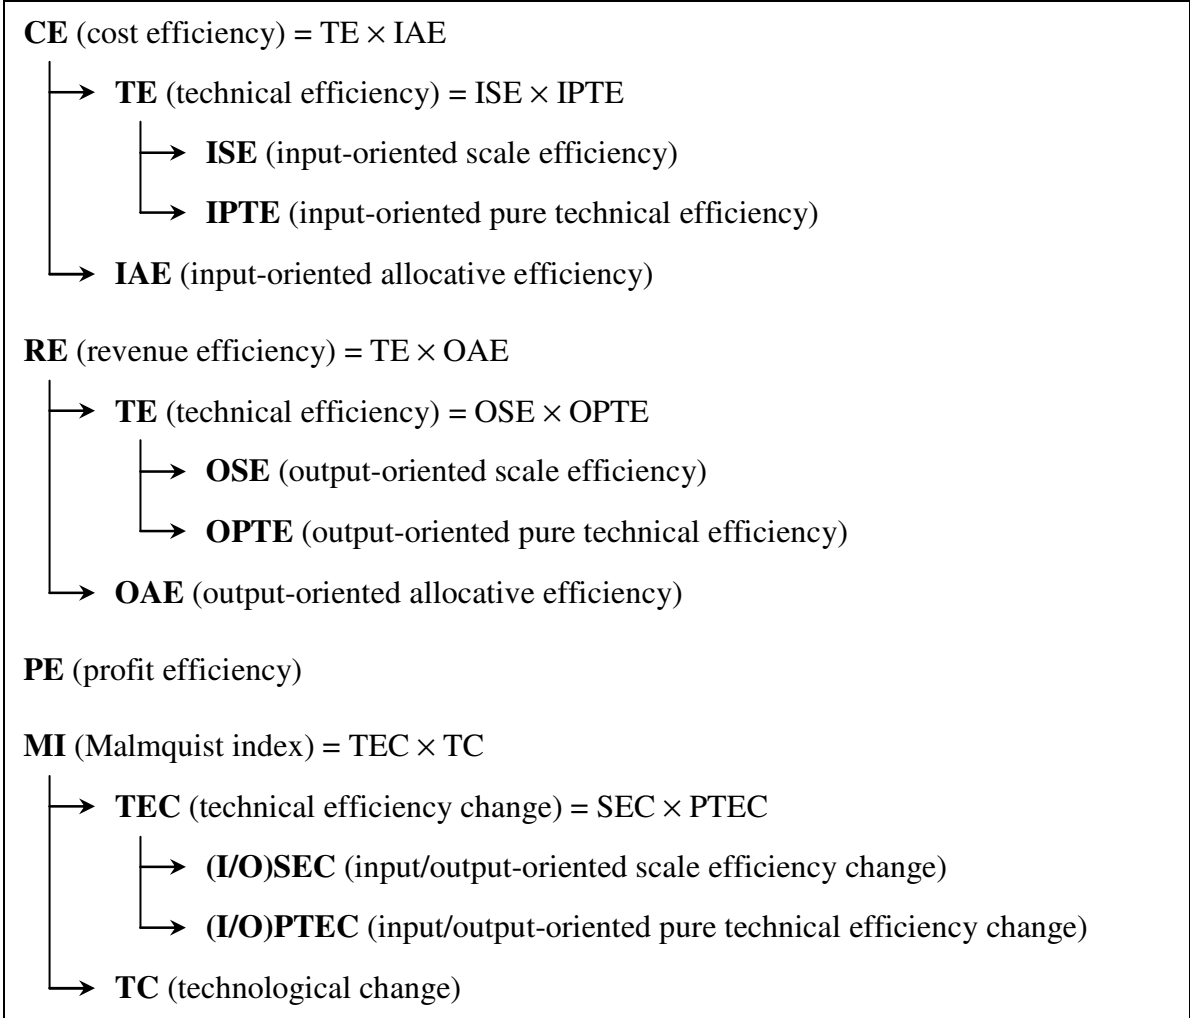 CE (cost efficiency) = TE × IAE
TE (technical efficiency) = ISE × IPTE
ISE (input-oriented scale efficiency)
IPTE (input-oriented pure technical efficiency)
IAE (input-oriented allocative efficiency)
RE (revenue efficiency) = TE × OAE
TE (technical efficiency) = OSE × OPTE
OSE (output-oriented scale efficiency)
OPTE (output-oriented pure technical efficiency)
OAE (output-oriented allocative efficiency)
PE (profit efficiency)
MI (Malmquist index) = TEC × TC
TEC (technical efficiency change) = SEC × PTEC
(I/O)SEC (input/output-oriented scale efficiency change)
(I/O)PTEC (input/output-oriented pure technical efficiency change)
TC (technological change)